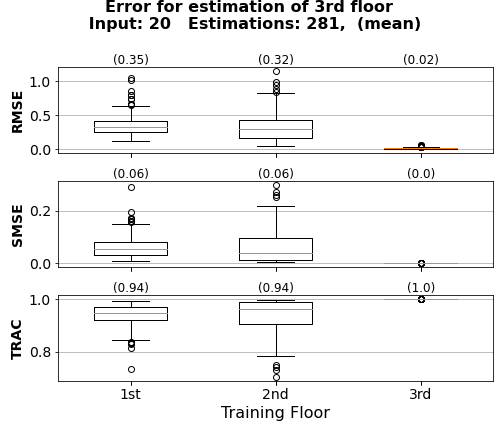 Error for estimation of 3rd floor
Input: 20 Estimations: 281, (mean)
(0.35) (0.32) (0.02)
RMSE
1.0
0.5
0.0
(0.06) (0.06) (0.0)
SMSE
0.2
0.0
(0.94) (0.94) (1.0)
TRAC
1.0
0.8
1st 2nd 3rd
Training Floor